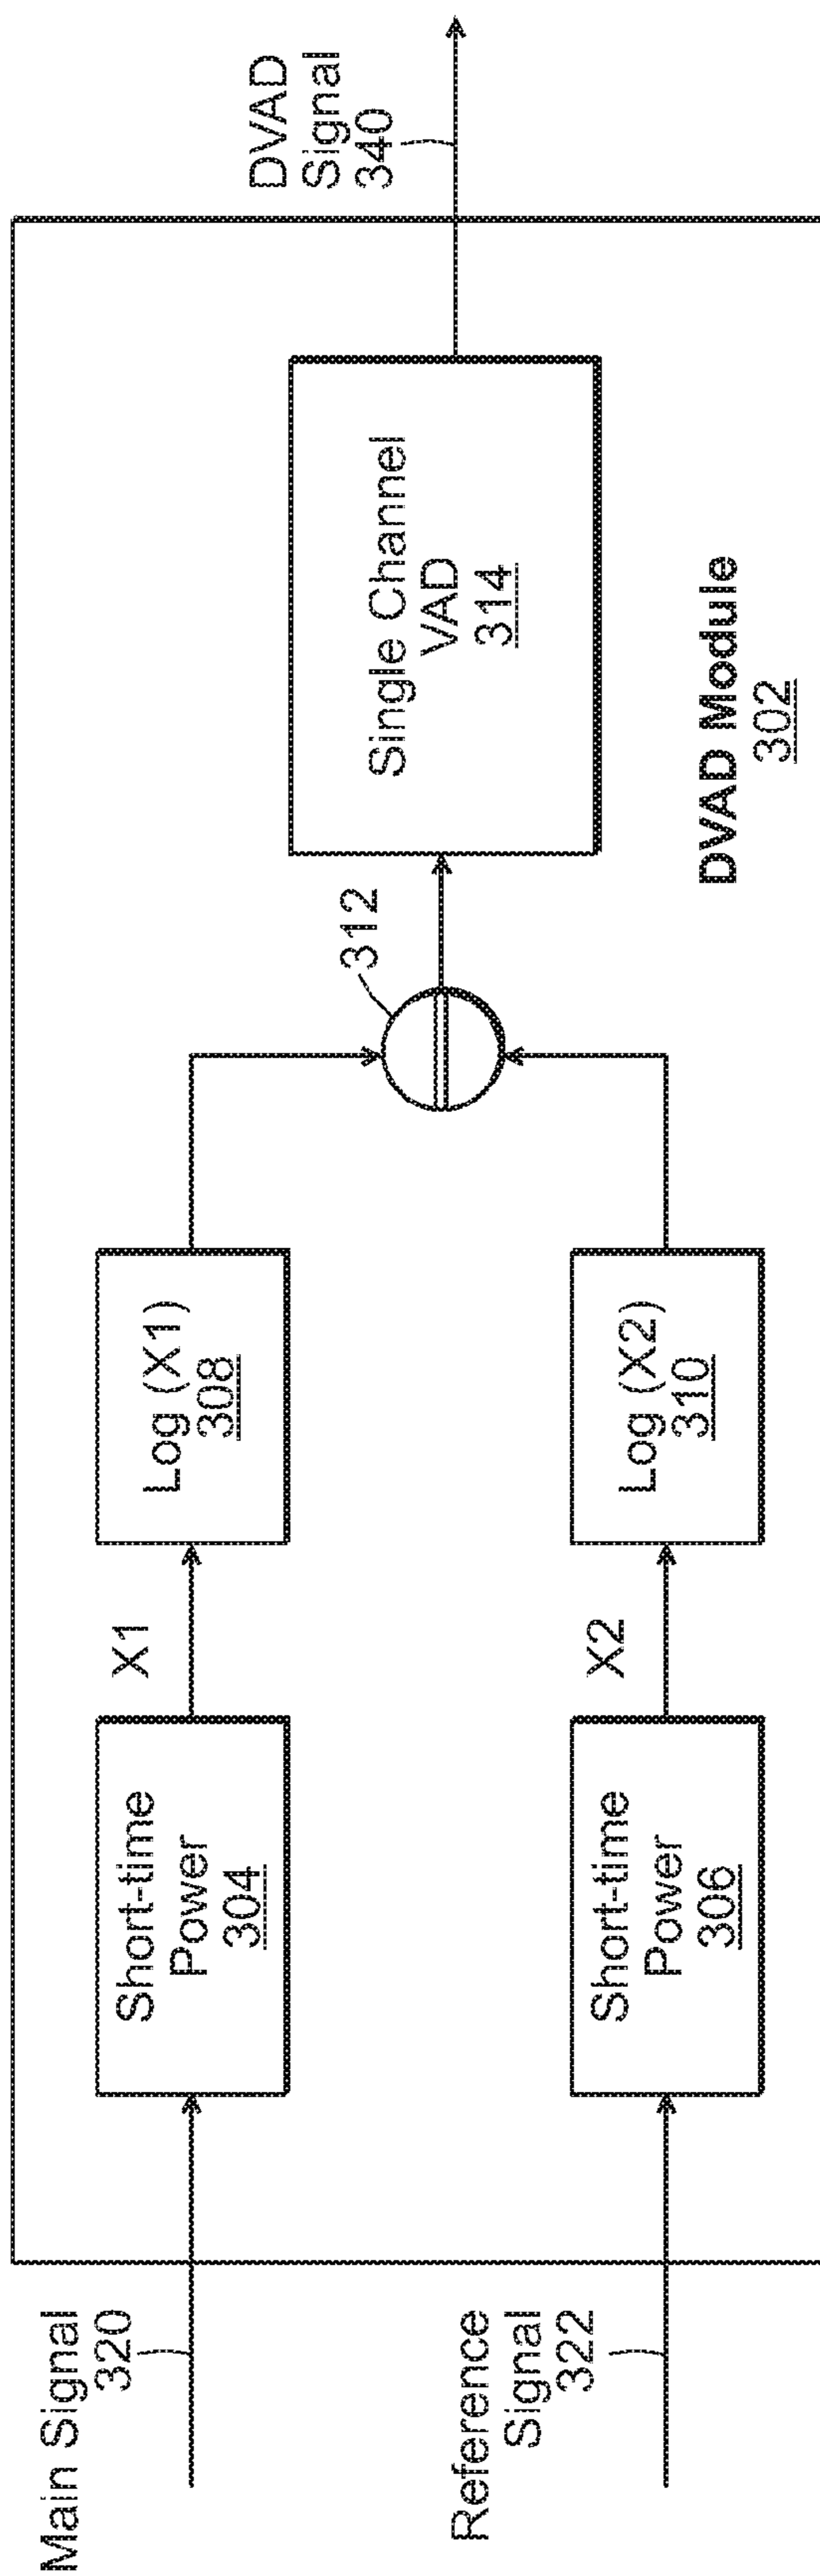 Main Signal
320
Reference
Signal
322
Short-time
Power
304
X1
Log (X1)
308
Short-time
Power
306
X2
Log (X2)
310
312
Single Channel
VAD
314
DVAD Module
302
DVAD
Signal
340